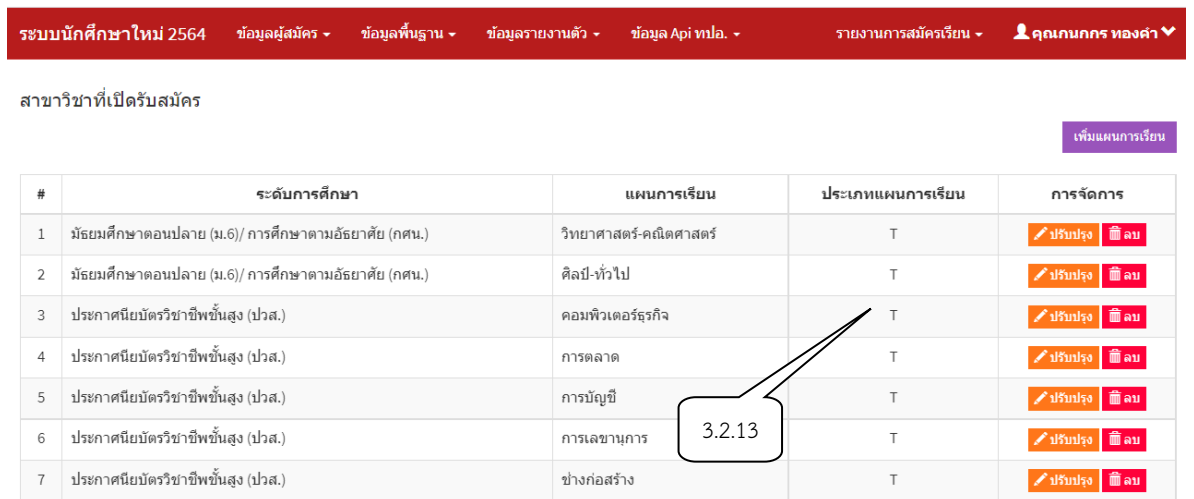 ระบบนักศึกษาใหม่ 2564 ข้อมูลผู้สมัคร ข้อมูลพื้นฐาน ข้อมูลรายงานตัว ข้อมูล Api ทปอ. รายงานการสมัครเรียน คุณกนกกร ทองคำ
สาขาวิชาที่เปิดรับสมัคร
เพิ่มแผนการเรียน
# ระดับการศึกษา แผนการเรียน ประเภทแผนการเรียน การจัดการ
1 มัธยมศึกษาตอนปลาย (ม.6)/ การศึกษาตามอัธยาศัย (กศน.) วิทยาศาสตร์-คณิตศาสตร์ T ปรับปรุง ลบ
2 มัธยมศึกษาตอนปลาย (ม.6)/ การศึกษาตามอัธยาศัย (กศน.) ศิลป์-ทั่วไป T ปรับปรุง ลบ
3 ประกาศนียบัตรวิชาชีพชั้นสูง (ปวส.) คอมพิวเตอร์ธุรกิจ T ปรับปรุง ลบ
4 ประกาศนียบัตรวิชาชีพชั้นสูง (ปวส.) การตลาด T ปรับปรุง ลบ
5 ประกาศนียบัตรวิชาชีพชั้นสูง (ปวส.) การบัญชี T ปรับปรุง ลบ
6 ประกาศนียบัตรวิชาชีพชั้นสูง (ปวส.) การเลขานุการ T ปรับปรุง ลบ
3.2.13
7 ประกาศนียบัตรวิชาชีพชั้นสูง (ปวส.) ช่างก่อสร้าง T ปรับปรุง ลบ